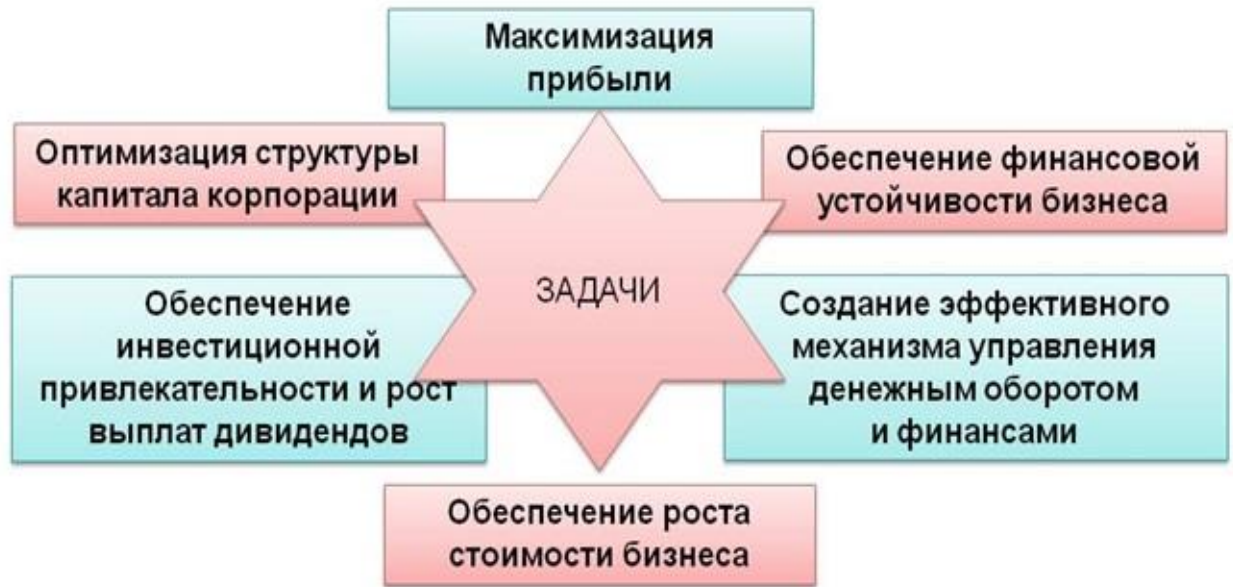 Максимизация
прибыли
Оптимизация структуры
капитала корпорации
Обеспечение финансовой
устойчивости бизнеса
ЗАДАЧИ
Обеспечение
инвестиционной
привлекательности и рост
выплат дивидендов
Создание эффективного
механизма управления
денежным оборотом
и финансами
Обеспечение роста
стоимости бизнеса